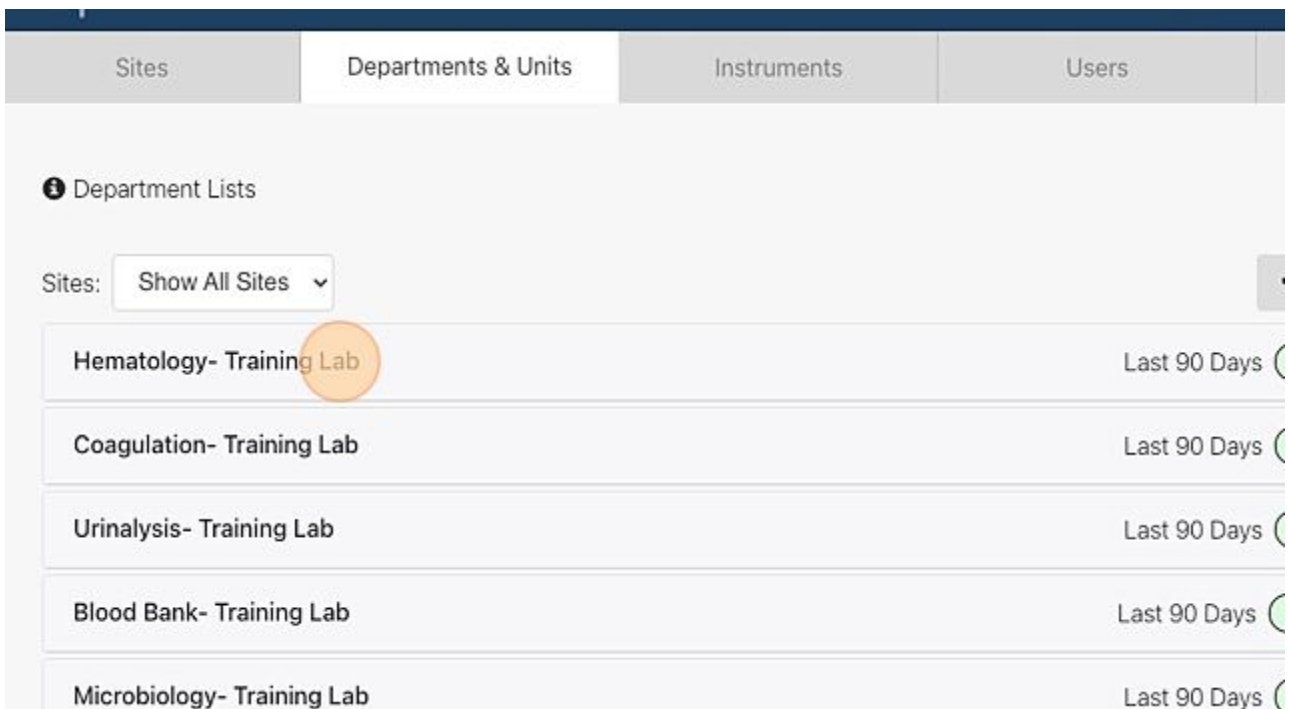 Sites Departments & Units Instruments Users
Department Lists
Sites: Show All Sites
Hematology- Training Lab Last 90 Days
Coagulation- Training Lab Last 90 Days
Urinalysis- Training Lab Last 90 Days
Blood Bank- Training Lab Last 90 Days
Microbiology- Training Lab Last 90 Days